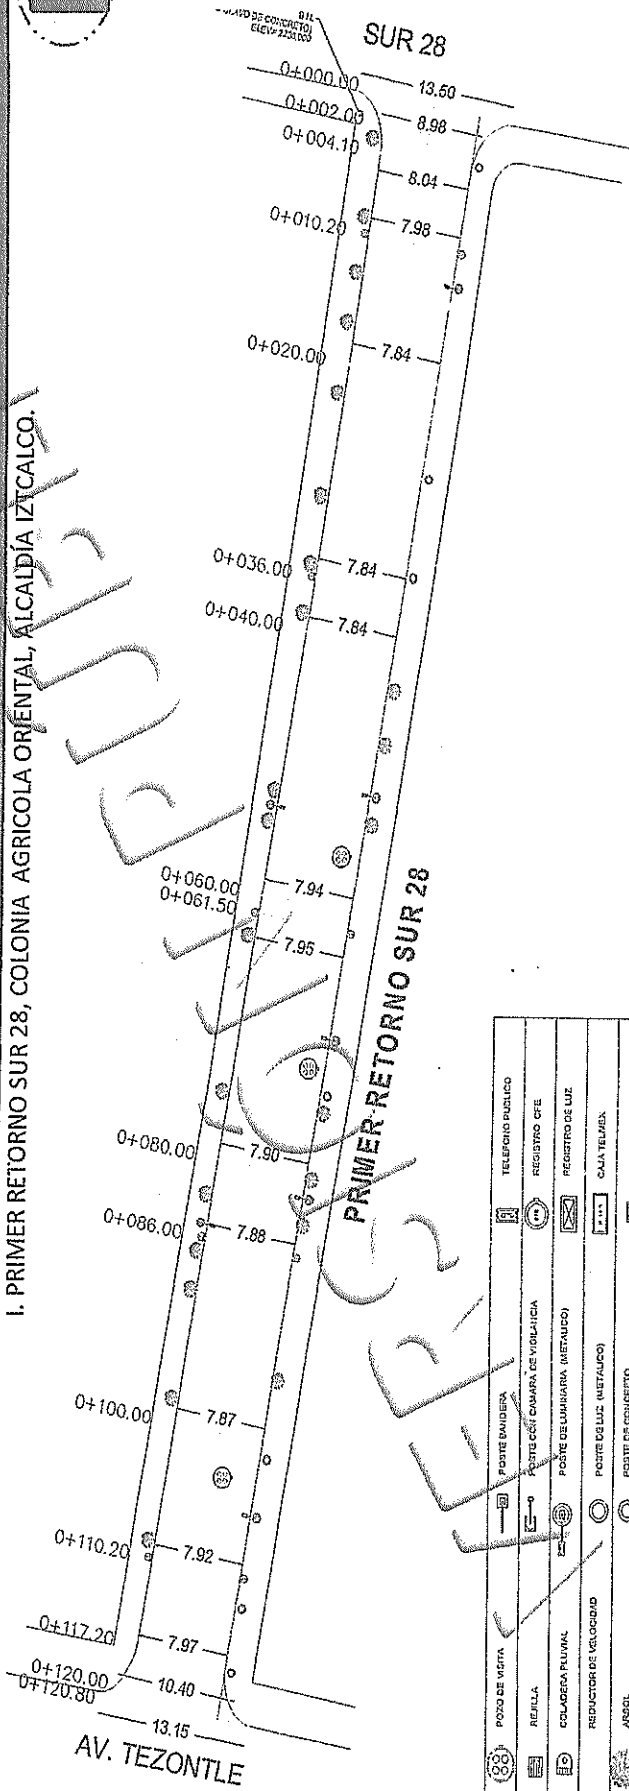 I. PRIMER RETORNO SUR 28, COLONIA AGRICOLA ORIENTAL, ALCALDÍA IZTCALCO.
SUR 28
0+000.00
13.50
0+002.00
8.98
0+004.10
8.04
0+010.20
7.98
0+020.00
7.84
0+036.00
7.84
0+040.00
7.84
0+060.00
7.94
0+061.50
7.95
PRIMER RETORNO SUR 28
0+080.00
7.90
0+086.00
7.88
0+100.00
7.87
0+110.20
7.92
0+117.20
7.97
0+120.00
10.40
0+120.80
13.15
AV. TEZONTLE
POZO DE VISITA
POSTE BANDERA
TELEFONO PUBLICO
REJILLA
POSTE CON CAMARA DE VIGILANCIA
REGISTRO CFE
COLADERA PLUVIAL
POSTE DE LUMINARIA (METALICO)
REGISTRO DE LUZ
REDUCTOR DE VELOCIDAD
POSTE DE LUZ (METALICO)
CAJA TELMEX
ARBOL
POSTE DE CONCRETO